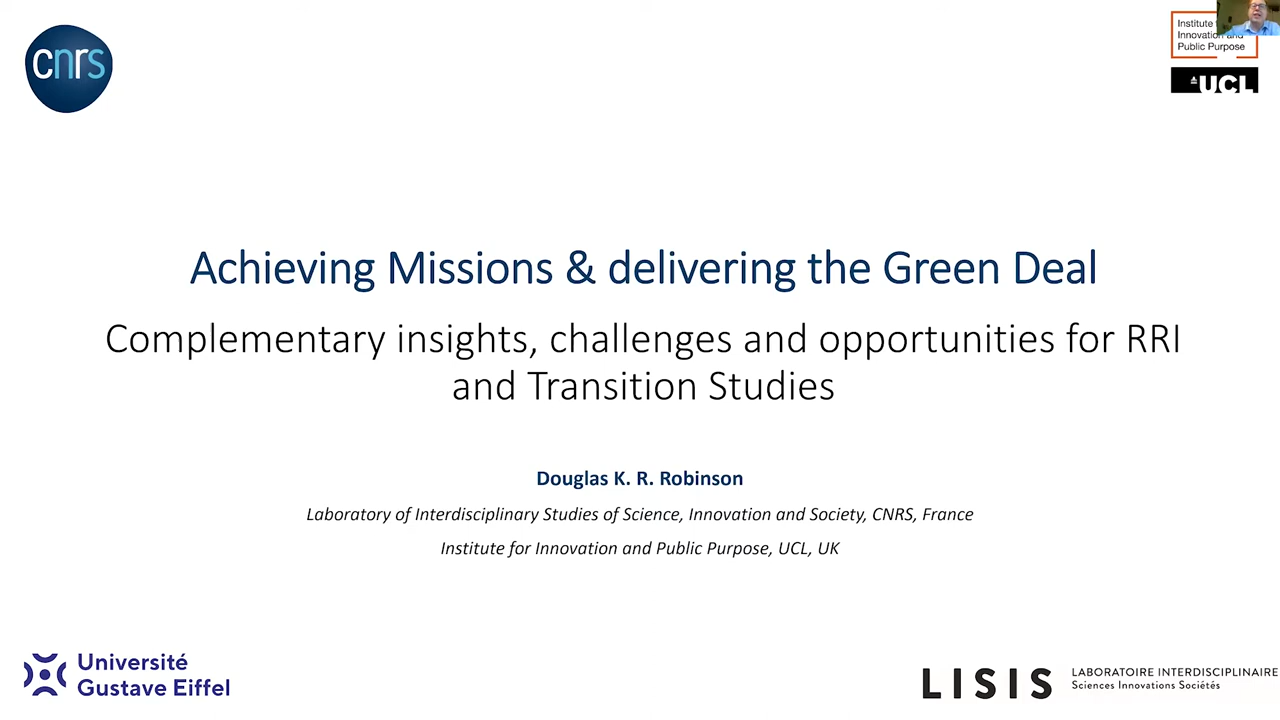 cnrs
Institute f
Innovation and
Public Purpose
UCL
Achieving Missions & delivering the Green Deal
Complementary insights, challenges and opportunities for RRI
and Transition Studies
Douglas K. R. Robinson
Laboratory of Interdisciplinary Studies of Science, Innovation and Society, CNRS, France
Institute for Innovation and Public Purpose, UCL, UK
Université
Gustave Eiffel
LISIS
LABORATOIRE INTERDISCIPLINAIRE
Sciences Innovations Sociétés